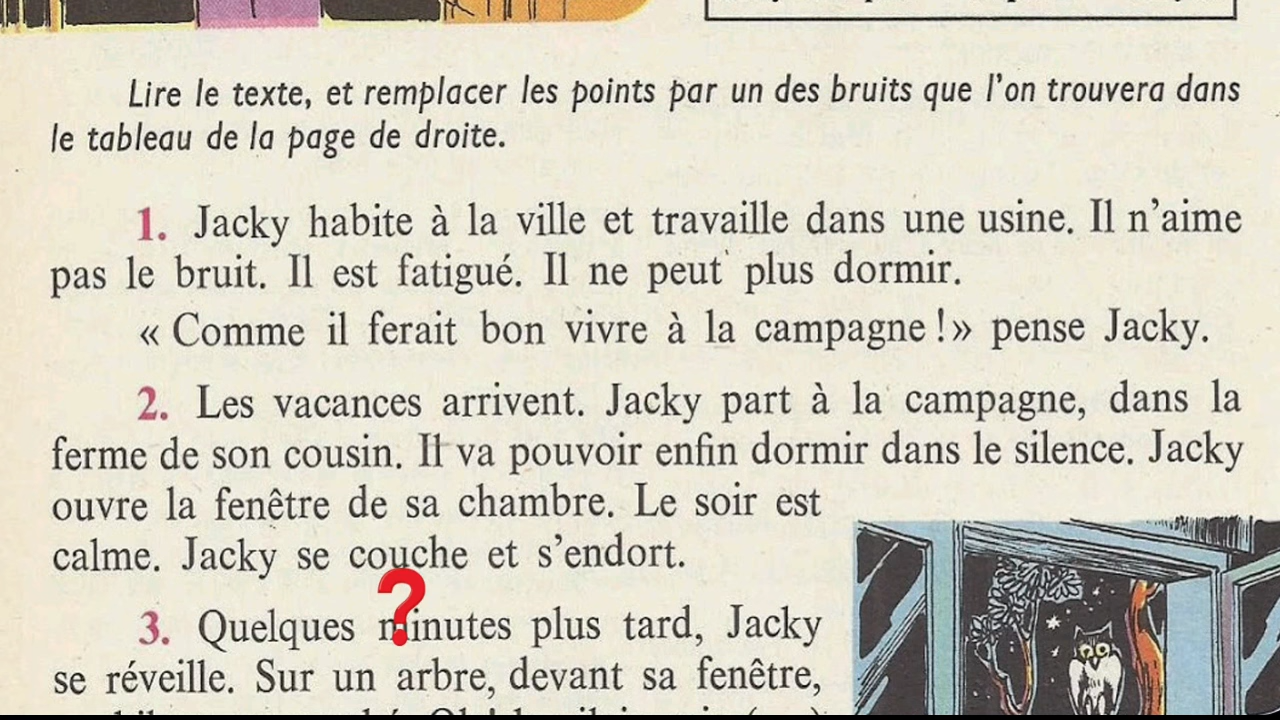 Lire le texte, et remplacer les points par un des bruits que l'on trouvera dans
le tableau de la page de droite.
1. Jacky habite à la ville et travaille dans une usine. Il n'aime
pas le bruit. Il est fatigué. Il ne peut plus dormir.
« Comme il ferait bon vivre à la campagne ! » pense Jacky.
2. Les vacances arrivent. Jacky part à la campagne, dans la
ferme de son cousin. Il va pouvoir enfin dormir dans le silence. Jacky
ouvre la fenêtre de sa chambre. Le soir est
calme. Jacky se couche et s'endort.
?
3. Quelques minutes plus tard, Jacky
se réveille. Sur un arbre, devant sa fenêtre,